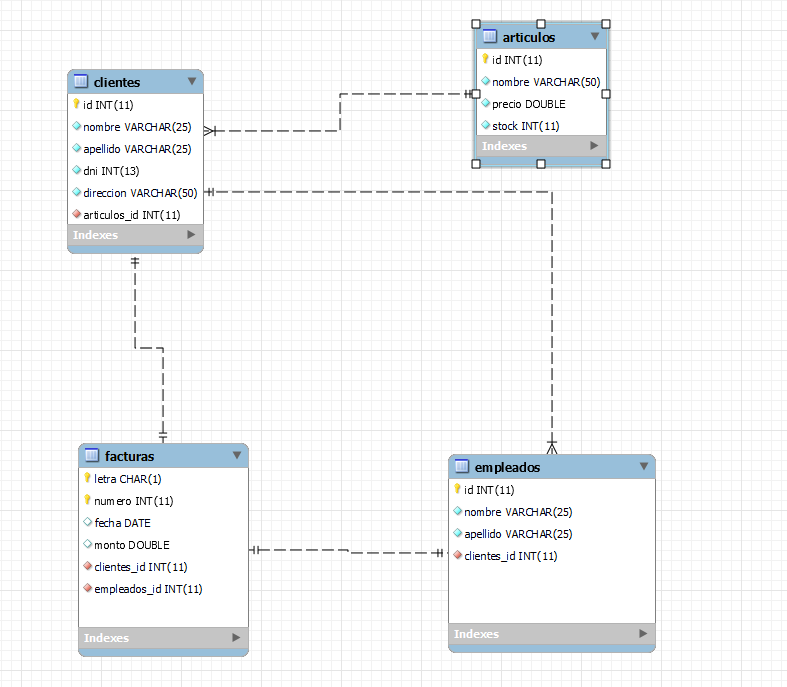 articulos
id INT(11)
nombre VARCHAR(50)
precio DOUBLE
stock INT(11)
Indexes
clientes
id INT(11)
nombre VARCHAR(25)
apellido VARCHAR(25)
dni INT(13)
direccion VARCHAR(50)
articulos_id INT(11)
Indexes
facturas
letra CHAR(1)
numero INT(11)
fecha DATE
monto DOUBLE
clientes_id INT(11)
empleados_id INT(11)
Indexes
empleados
id INT(11)
nombre VARCHAR(25)
apellido VARCHAR(25)
clientes_id INT(11)
Indexes